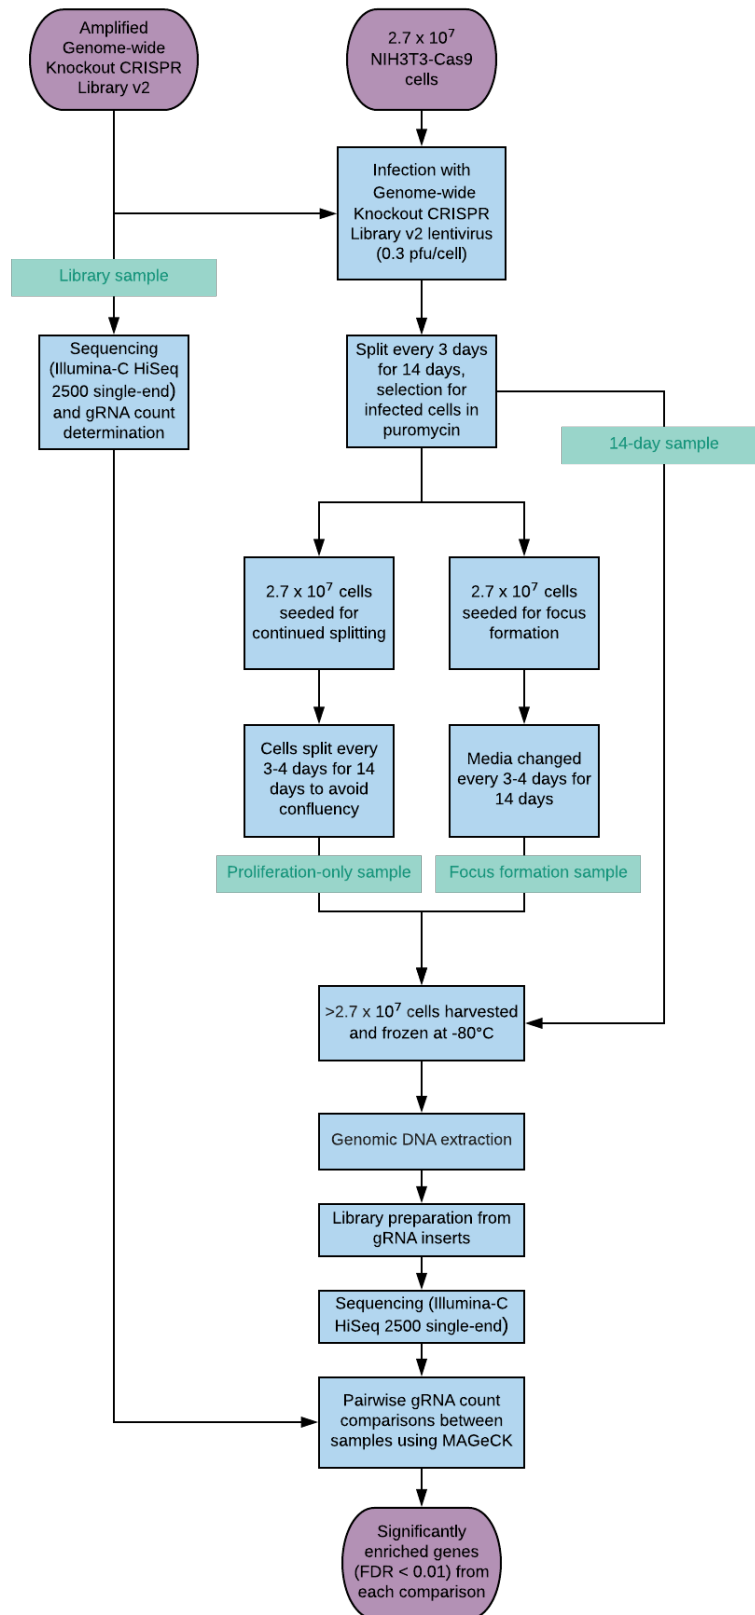 Amplified
Genome-wide
Knockout CRISPR
Library v2
2.7 x 10⁷
NIH3T3-Cas9
cells
Infection with
Genome-wide
Knockout CRISPR
Library v2 lentivirus
(0.3 pfu/cell)
Library sample
Sequencing
(Illumina-C HiSeq
2500 single-end)
and gRNA count
determination
Split every 3 days
for 14 days,
selection for
infected cells in
puromycin
14-day sample
2.7 x 10⁷ cells
seeded for
continued splitting
2.7 x 10⁷ cells
seeded for focus
formation
Cells split every
3-4 days for 14
days to avoid
confluency
Media changed
every 3-4 days for
14 days
Proliferation-only sample
Focus formation sample
>2.7 x 10⁷ cells harvested
and frozen at -80°C
Genomic DNA extraction
Library preparation from
gRNA inserts
Sequencing (Illumina-C
HiSeq 2500 single-end)
Pairwise gRNA count
comparisons between
samples using MAGeCK
Significantly
enriched genes
(FDR < 0.01) from
each comparison